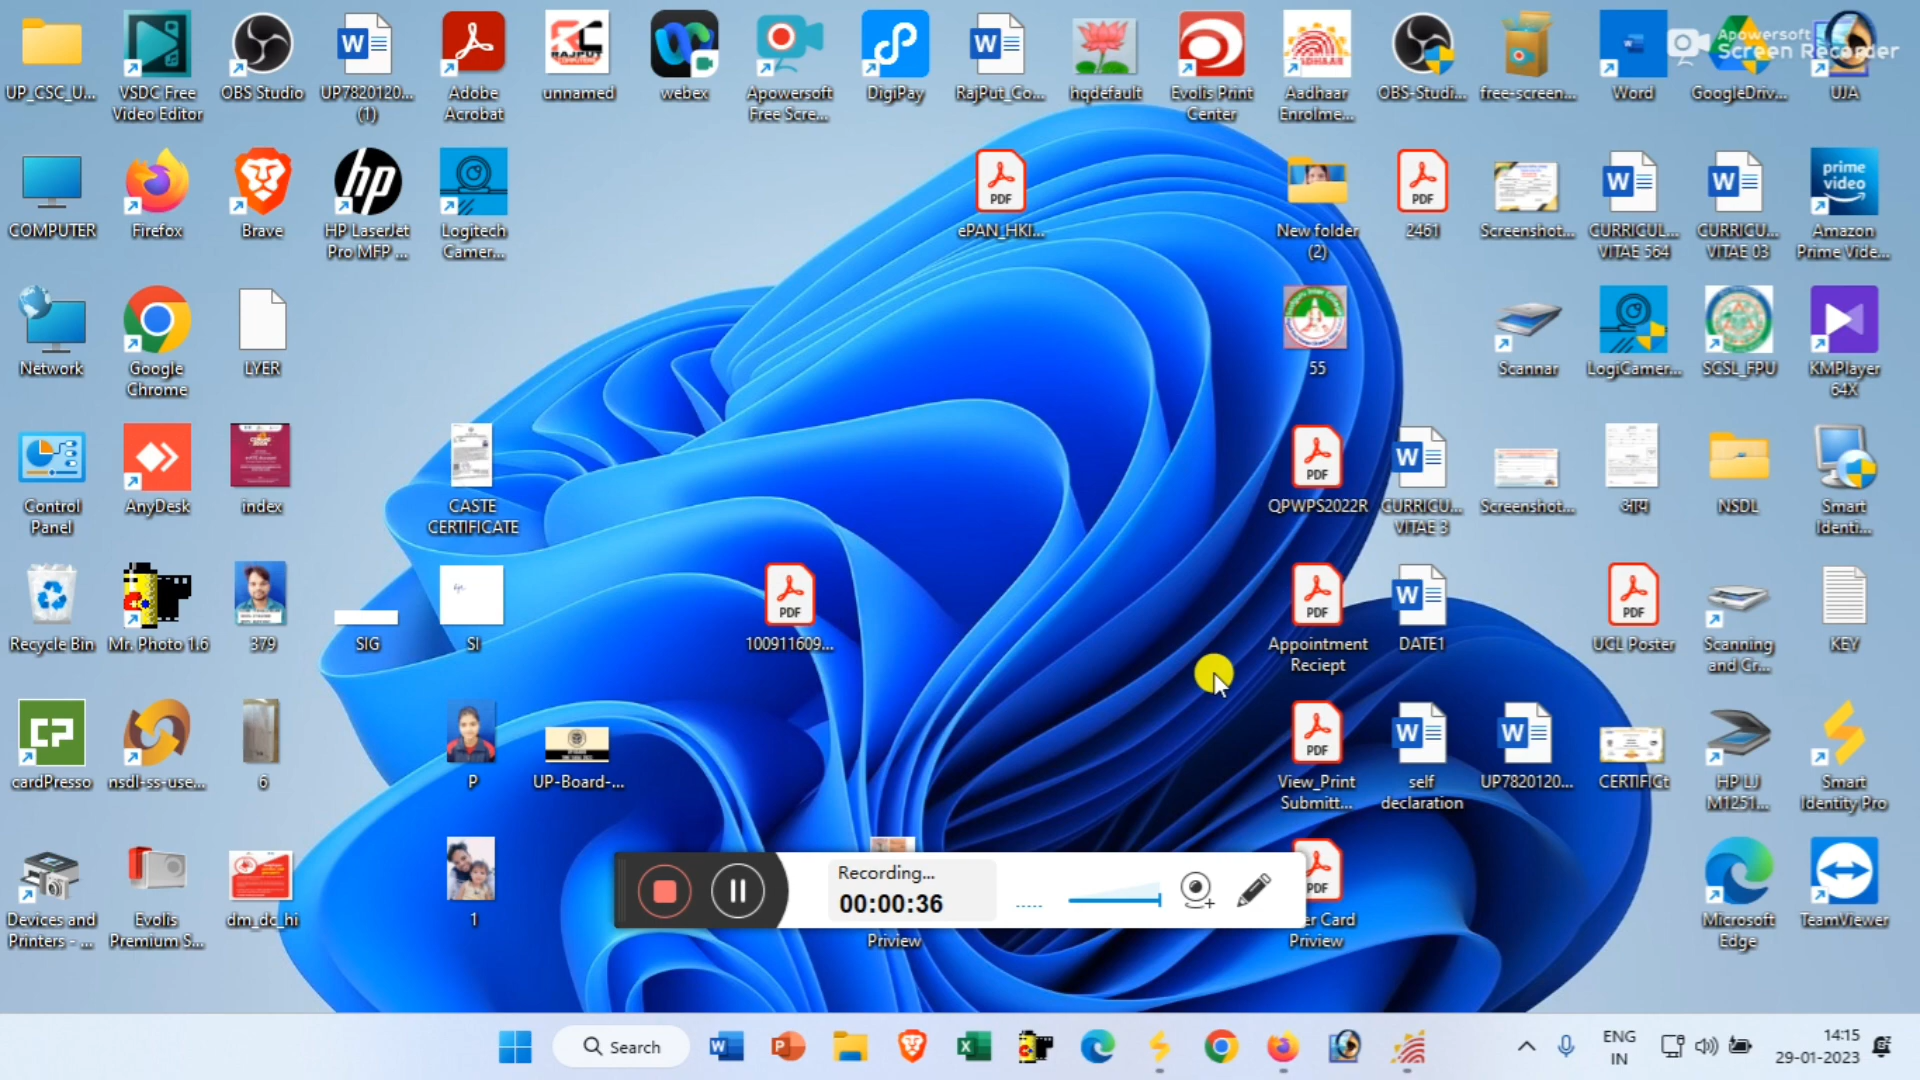 Apowersoft
Screen Recorder
UP_CSC_U...
VSDC Free
Video Editor
OBS Studio
UP7820120...
(1)
Adobe
Acrobat
unnamed
webex
Apowersoft
Free Scre...
DigiPay
RajPut_Co...
hqdefault
Evolis Print
Center
Aadhaar
Enrolme...
OBS-Studi...
free-screen...
Word
GoogleDriv...
UJA
COMPUTER
Firefox
Brave
HP LaserJet
Pro MFP ...
Logitech
Gamer...
ePAN_HKI...
New folder
(2)
2461
Screenshot...
CURRICUL...
VITAE 564
CURRICU...
VITAE 03
Amazon
Prime Vide...
Network
Google
Chrome
LYER
55
Scannar
LogiGamer...
SCSL_FPU
KMPlayer
64X
Control
Panel
AnyDesk
index
CASTE
CERTIFICATE
QPWPS2022R
CURRICU...
VITAE 3
Screenshot...
आय
NSDL
Smart
Identi...
Recycle Bin
Mr. Photo 1.6
379
SIG
SI
100911609...
Appointment
Reciept
DATE1
UCL Poster
Scanning
and Cr...
KEY
cardPresso
nsdl-ss-use...
6
P
UP-Board-...
View_Print
Submitt...
self
declaration
UP7820120...
CERTIFICt
HP LJ
M1251...
Smart
Identity Pro
Devices and
Printers - ...
Evolis
Premium S...
dm_dc_hi
1
Recording...
00:00:36
Priview
er Card
Priview
Microsoft
Edge
TeamViewer
Search
ENG
IN
14:15
29-01-2023